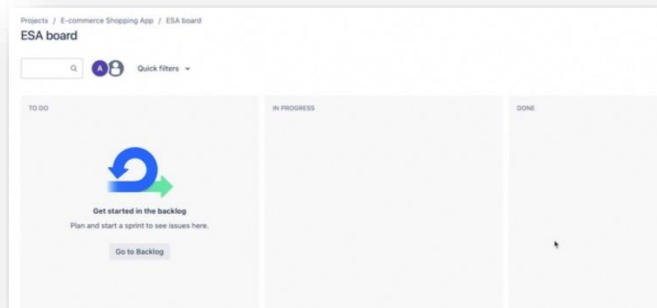 Projects / E-commerce Shopping App / ESA board
ESA board
A
Quick filters
TO DO
IN PROGRESS
DONE
Get started in the backlog
Plan and start a sprint to see issues here.
Go to Backlog